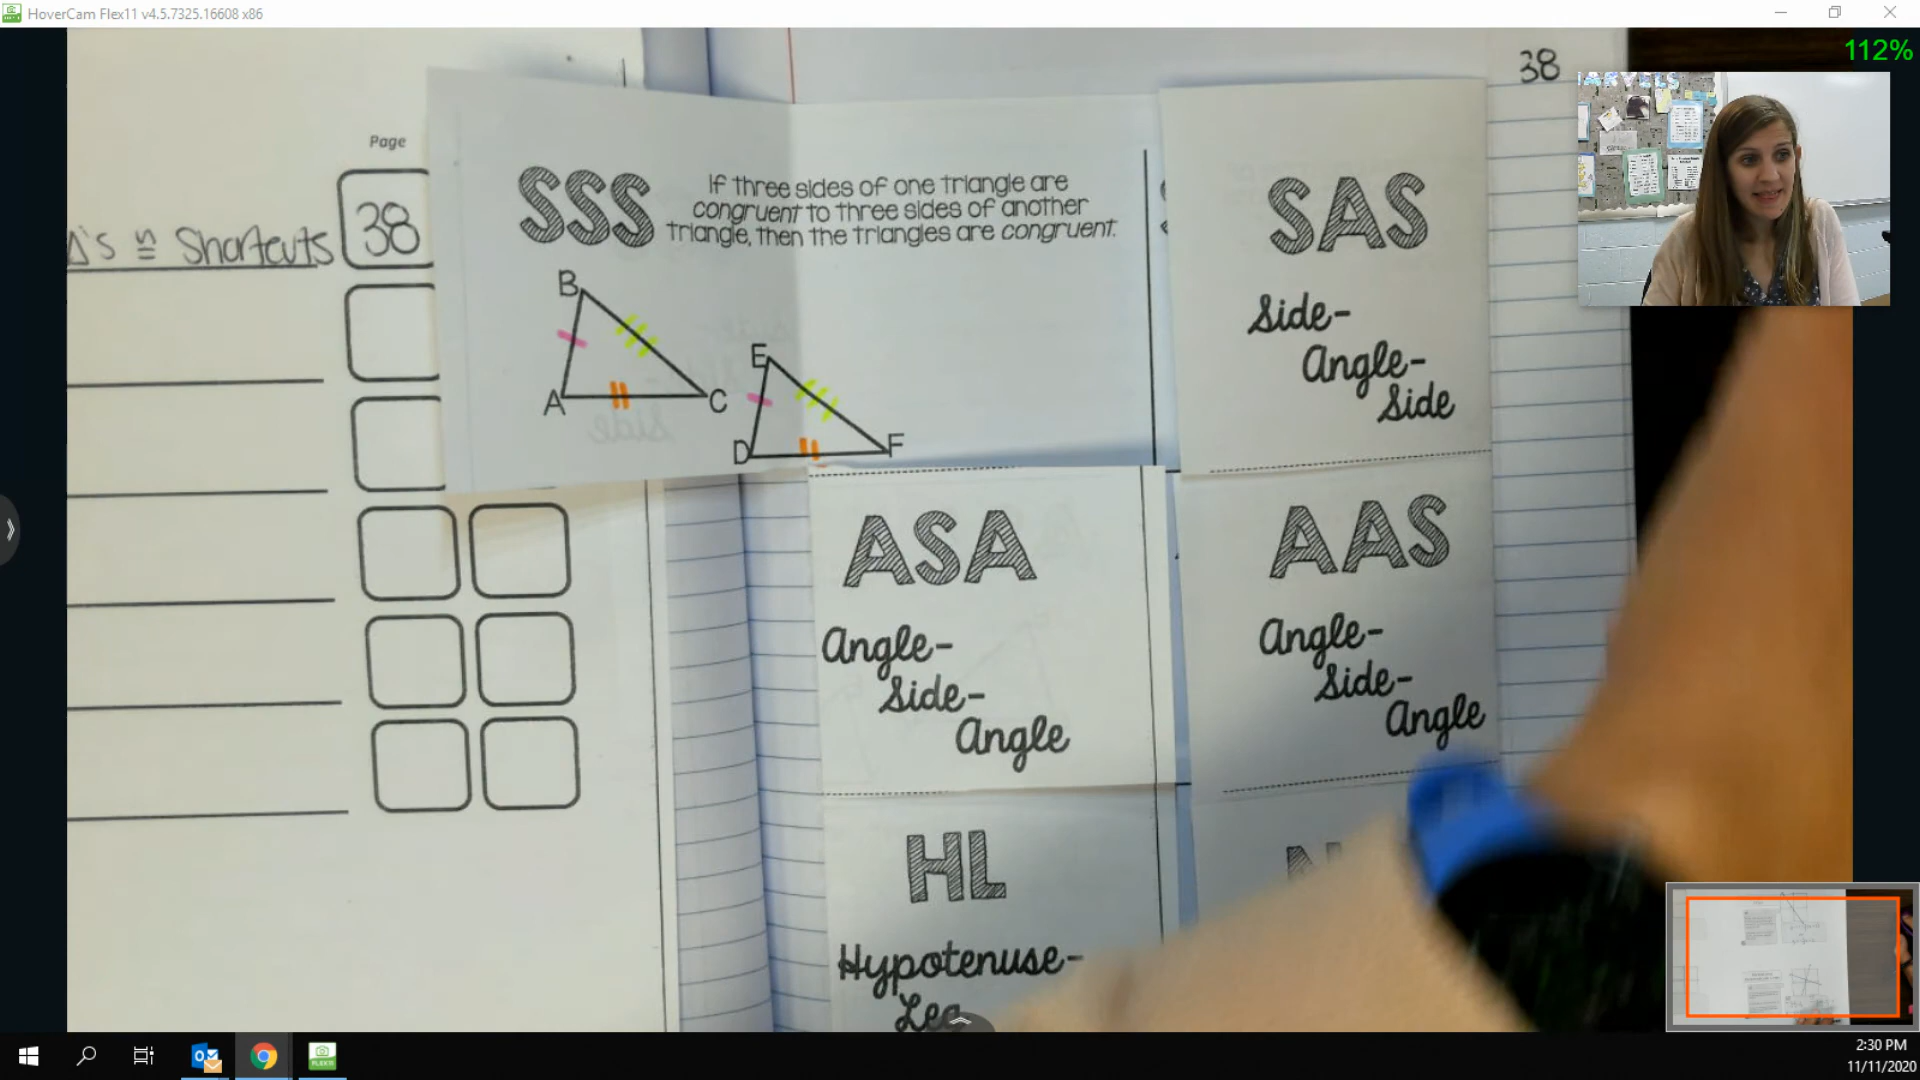 HoverCam Flex11 v4.5.7325.16608 x86
112%
38
Page
38
Δ's ≅ Shortcuts
SSS
If three sides of one triangle are
congruent to three sides of another
triangle, then the triangles are congruent.
B
A
C
E
D
F
SAS
Side-
Angle-
Side
ASA
Angle-
Side-
Angle
AAS
Angle-
Side-
Angle
HL
Hypotenuse-
Leg
2:30 PM
11/11/2020